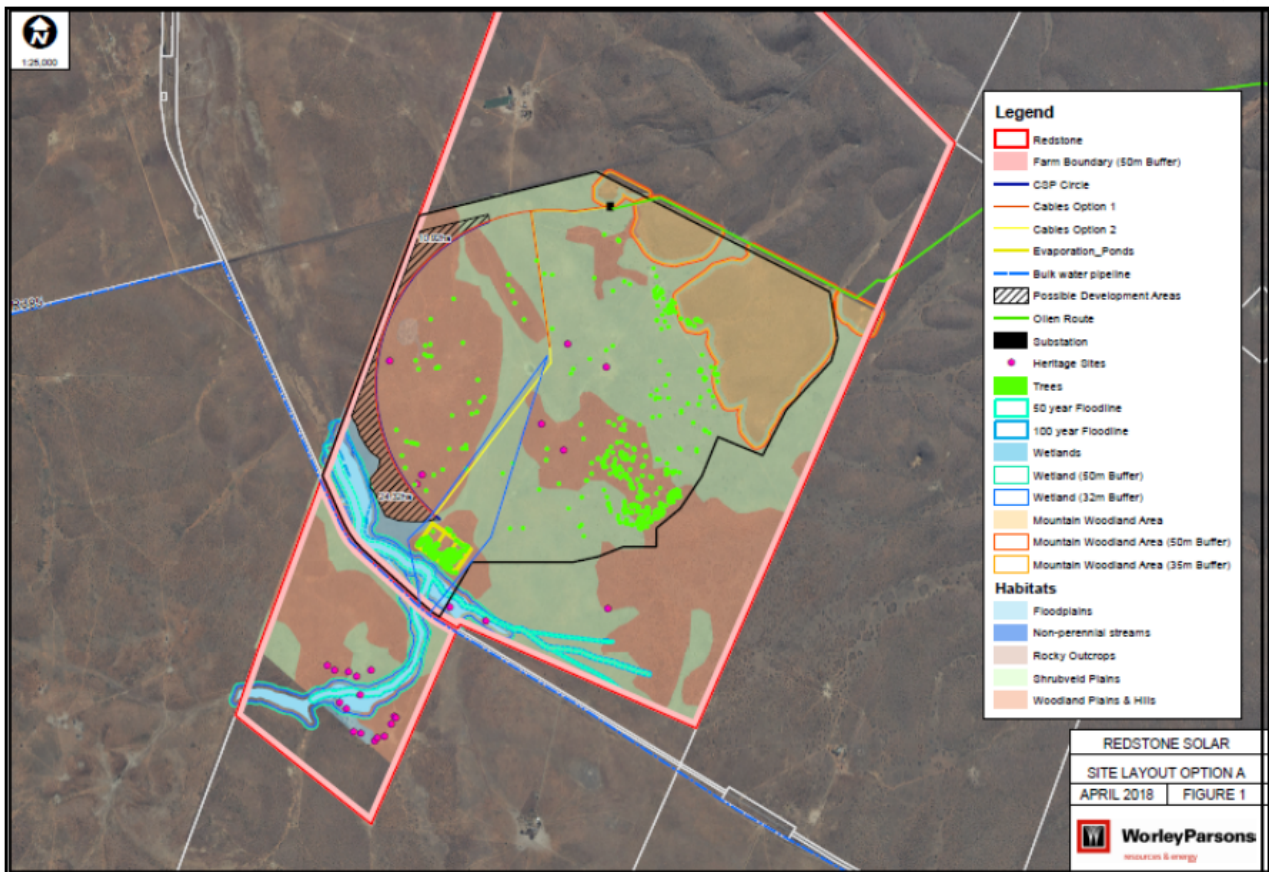 N
1:25,000
Legend
Redstone
Farm Boundary (50m Buffer)
CSP Circle
Cables Option 1
Cables Option 2
Evaporation_Ponds
Bulk water pipeline
Possible Development Areas
Olien Route
Substation
Heritage Sites
Trees
50 year Floodline
100 year Floodline
Wetlands
Wetland (50m Buffer)
Wetland (32m Buffer)
Mountain Woodland Area
Mountain Woodland Area (50m Buffer)
Mountain Woodland Area (35m Buffer)
Habitats
Floodplains
Non-perennial streams
Rocky Outcrops
Shrubveld Plains
Woodland Plains & Hills
REDSTONE SOLAR
SITE LAYOUT OPTION A
APRIL 2018 FIGURE 1
WorleyParsons
resources & energy